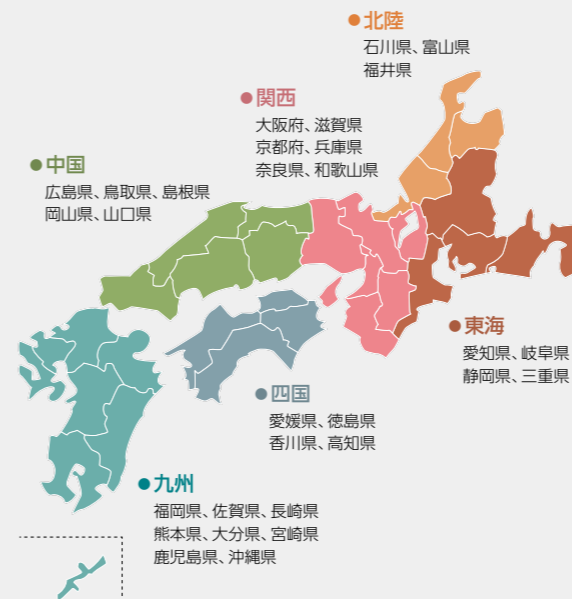 ●北陸
石川県、富山県
福井県
●関西
大阪府、滋賀県
京都府、兵庫県
奈良県、和歌山県
●中国
広島県、鳥取県、島根県
岡山県、山口県
●東海
愛知県、岐阜県
静岡県、三重県
●四国
愛媛県、徳島県
香川県、高知県
●九州
福岡県、佐賀県、長崎県
熊本県、大分県、宮崎県
鹿児島県、沖縄県